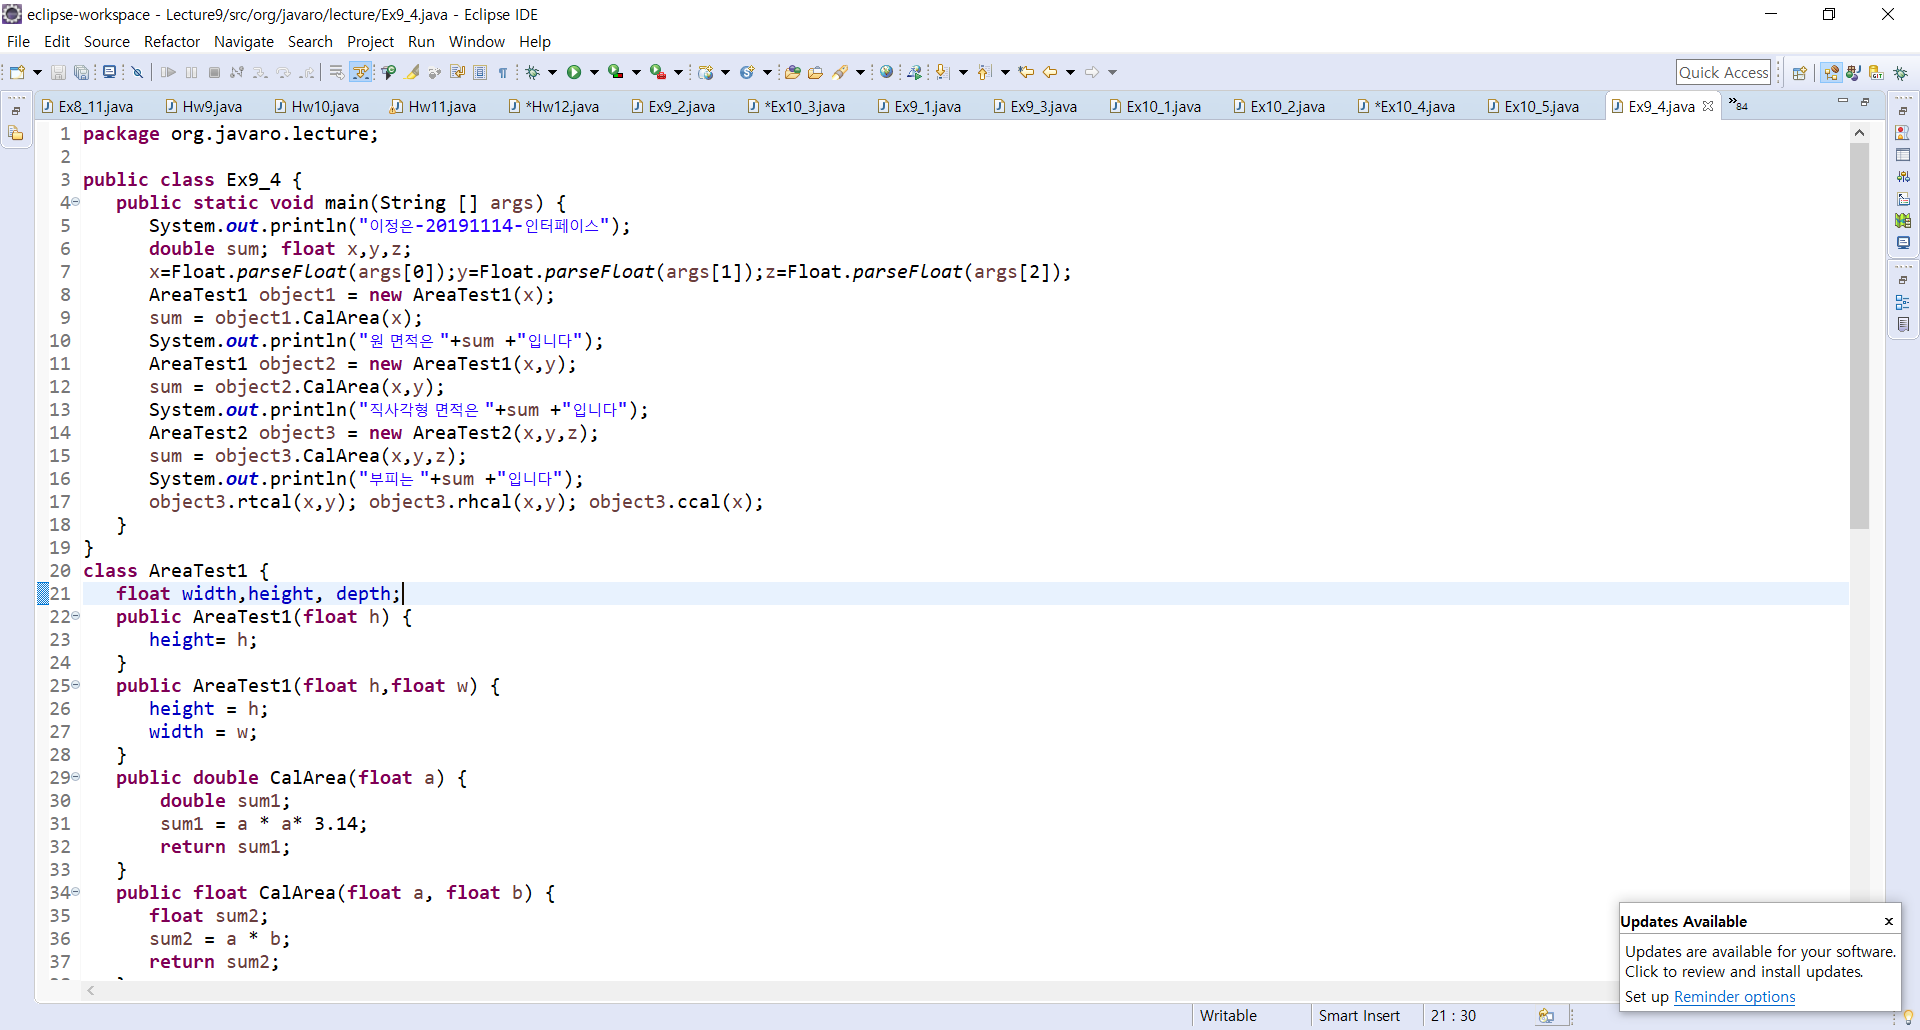 eclipse-workspace - Lecture9/src/org/javaro/lecture/Ex9_4.java - Eclipse IDE
File Edit Source Refactor Navigate Search Project Run Window Help
Quick Access
Ex8_11.java Hw9.java Hw10.java Hw11.java *Hw12.java Ex9_2.java *Ex10_3.java Ex9_1.java Ex9_3.java Ex10_1.java Ex10_2.java *Ex10_4.java Ex10_5.java Ex9_4.java »84
1 package org.javaro.lecture;
2
3 public class Ex9_4 {
4 public static void main(String [] args) {
5 System.out.println("이정은-20191114-인터페이스");
6 double sum; float x,y,z;
7 x=Float.parseFloat(args[0]);y=Float.parseFloat(args[1]);z=Float.parseFloat(args[2]);
8 AreaTest1 object1 = new AreaTest1(x);
9 sum = object1.CalArea(x);
10 System.out.println("원 면적은 "+sum +"입니다");
11 AreaTest1 object2 = new AreaTest1(x,y);
12 sum = object2.CalArea(x,y);
13 System.out.println("직사각형 면적은 "+sum +"입니다");
14 AreaTest2 object3 = new AreaTest2(x,y,z);
15 sum = object3.CalArea(x,y,z);
16 System.out.println("부피는 "+sum +"입니다");
17 object3.rtcal(x,y); object3.rhcal(x,y); object3.ccal(x);
18 }
19 }
20 class AreaTest1 {
21 float width,height, depth;
22 public AreaTest1(float h) {
23 height= h;
24 }
25 public AreaTest1(float h,float w) {
26 height = h;
27 width = w;
28 }
29 public double CalArea(float a) {
30 double sum1;
31 sum1 = a * a* 3.14;
32 return sum1;
33 }
34 public float CalArea(float a, float b) {
35 float sum2;
36 sum2 = a * b;
37 return sum2;
Updates Available
Updates are available for your software.
Click to review and install updates.
Set up Reminder options
Writable Smart Insert 21 : 30